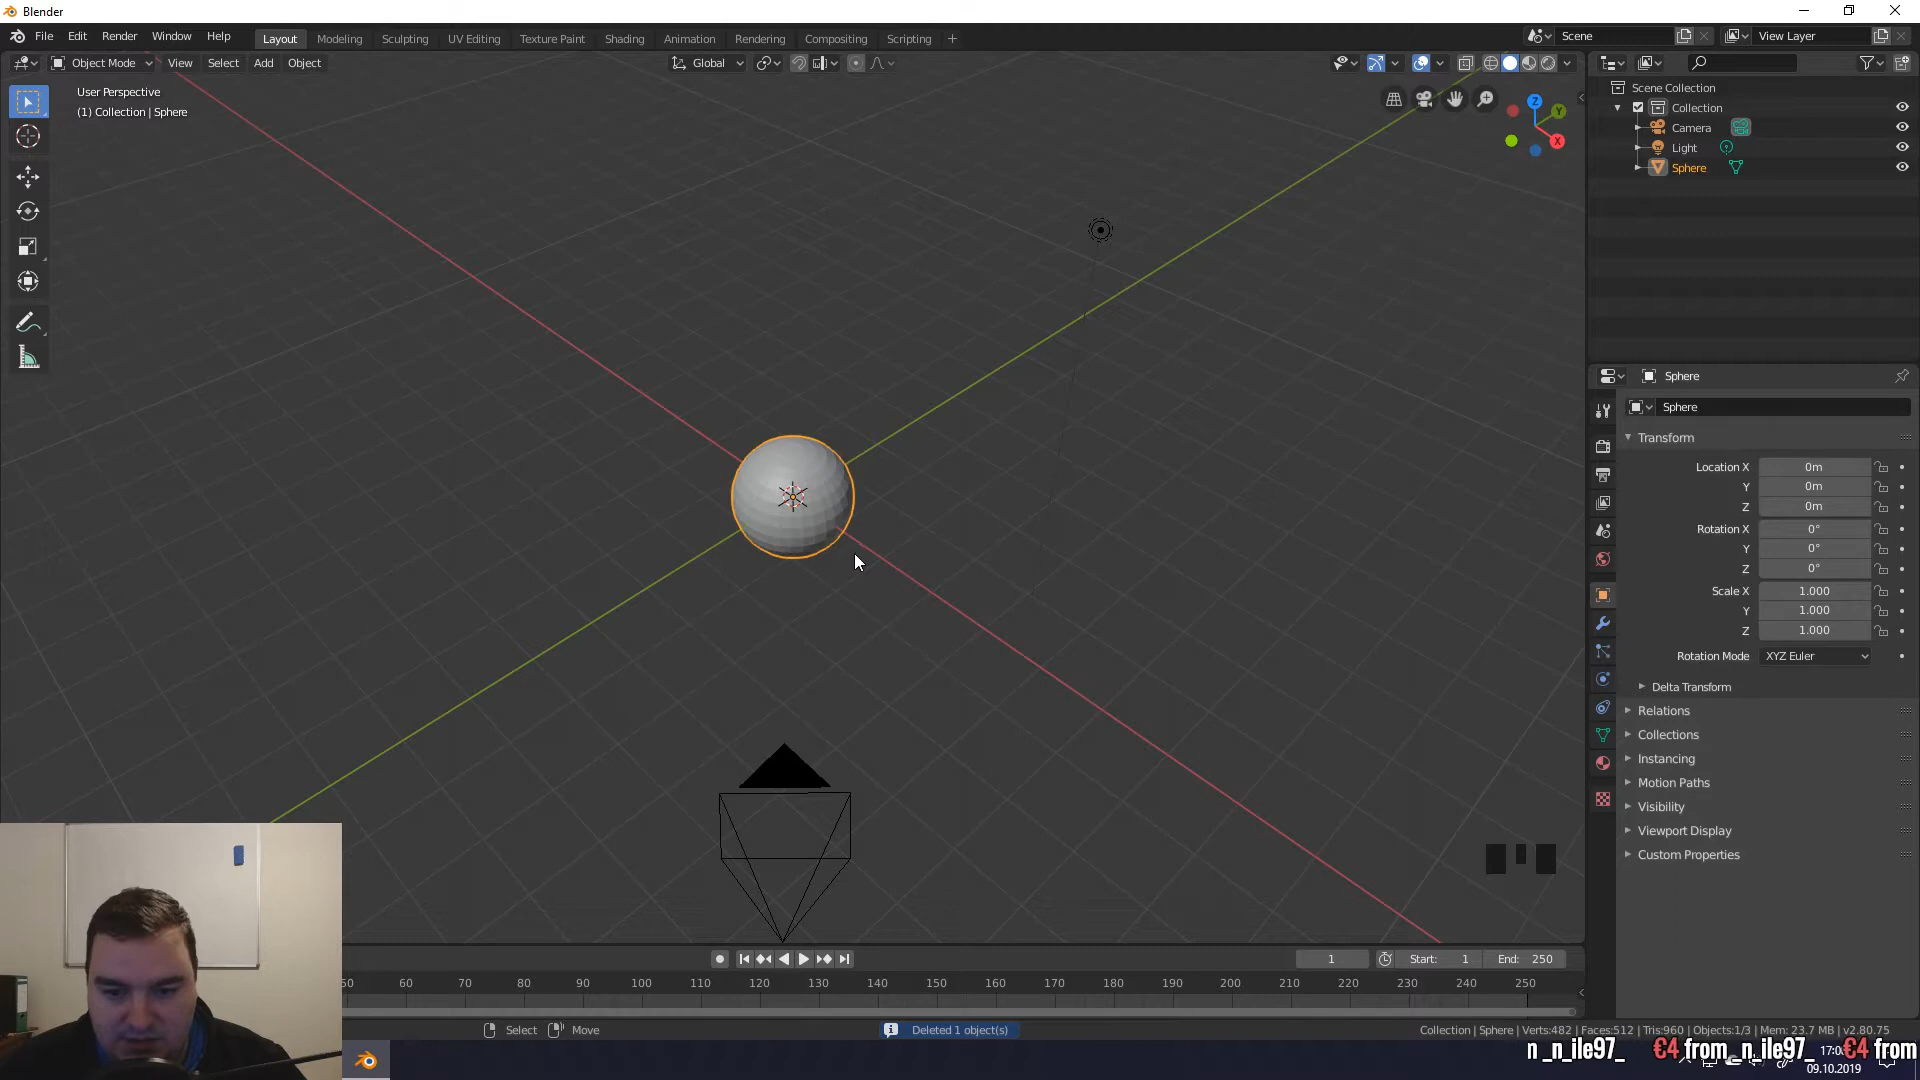 Blender
File Edit Render Window Help
Layout Modeling Sculpting UV Editing Texture Paint Shading Animation Rendering Compositing Scripting +
Scene
View Layer
Object Mode View Select Add Object
Global
User Perspective
(1) Collection | Sphere
Z
Y
X
Scene Collection
Collection
Camera
Light
Sphere
Sphere
Sphere
Transform
Location X 0m
Y 0m
Z 0m
Rotation X 0°
Y 0°
Z 0°
Scale X 1.000
Y 1.000
Z 1.000
Rotation Mode XYZ Euler
Delta Transform
Relations
Collections
Instancing
Motion Paths
Visibility
Viewport Display
Custom Properties
1 Start: 1 End: 250
50 60 70 80 90 100 110 120 130 140 150 160 170 180 190 200 210 220 230 240 250
Select Move
Deleted 1 object(s)
Collection | Sphere | Verts:482 | Faces:512 | Tris:960 | Objects:1/3 | Mem: 23.7 MB | v2.80.75
n _n_ile97_ €4 from _n_ile97_ €4 from
09.10.2019